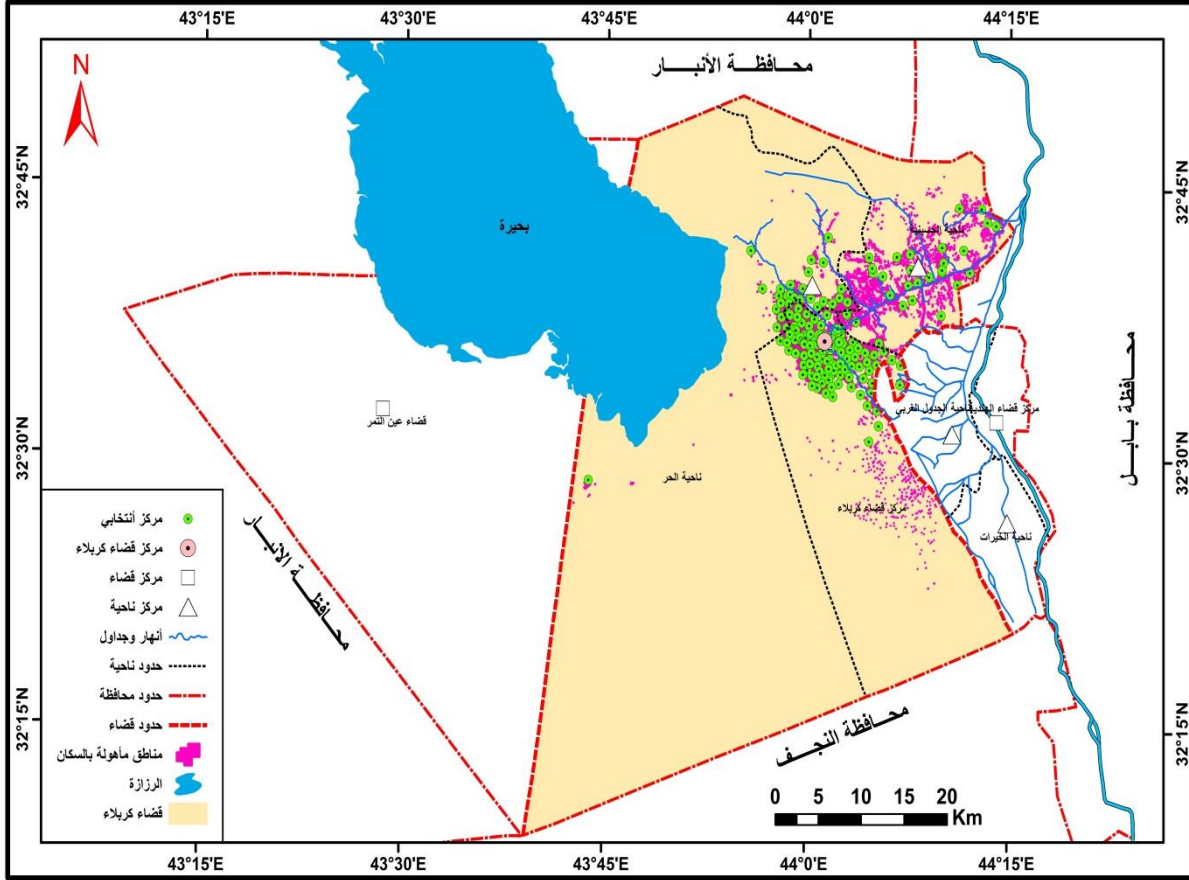 43°15'E 43°30'E 43°45'E 44°0'E 44°15'E
N
محافظة الأنبار
32°45'N 32°45'N
ناحية الحسينية
بحيرة
محافظة بابل
قضاء عين التمر
ناحية الجدول الغربي
مركز قضاء الهندية
32°30'N 32°30'N
ناحية الحر
مركز قضاء كربلاء
ناحية الخيرات
محافظة الأنبار
محافظة النجف
32°15'N 32°15'N
مركز أنتخابي
مركز قضاء كربلاء
مركز قضاء
مركز ناحية
أنهار وجداول
حدود ناحية
حدود محافظة
حدود قضاء
مناطق مأهولة بالسكان
الرزازة
قضاء كربلاء
0 5 10 15 20
Km
43°15'E 43°30'E 43°45'E 44°0'E 44°15'E